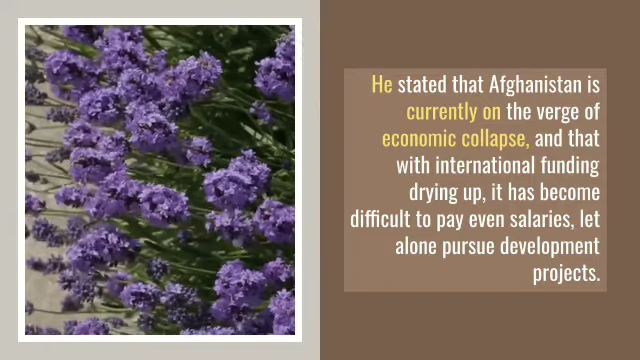 He stated that Afghanistan is
currently on the verge of
economic collapse, and that
with international funding
drying up, it has become
difficult to pay even salaries, let
alone pursue development
projects.